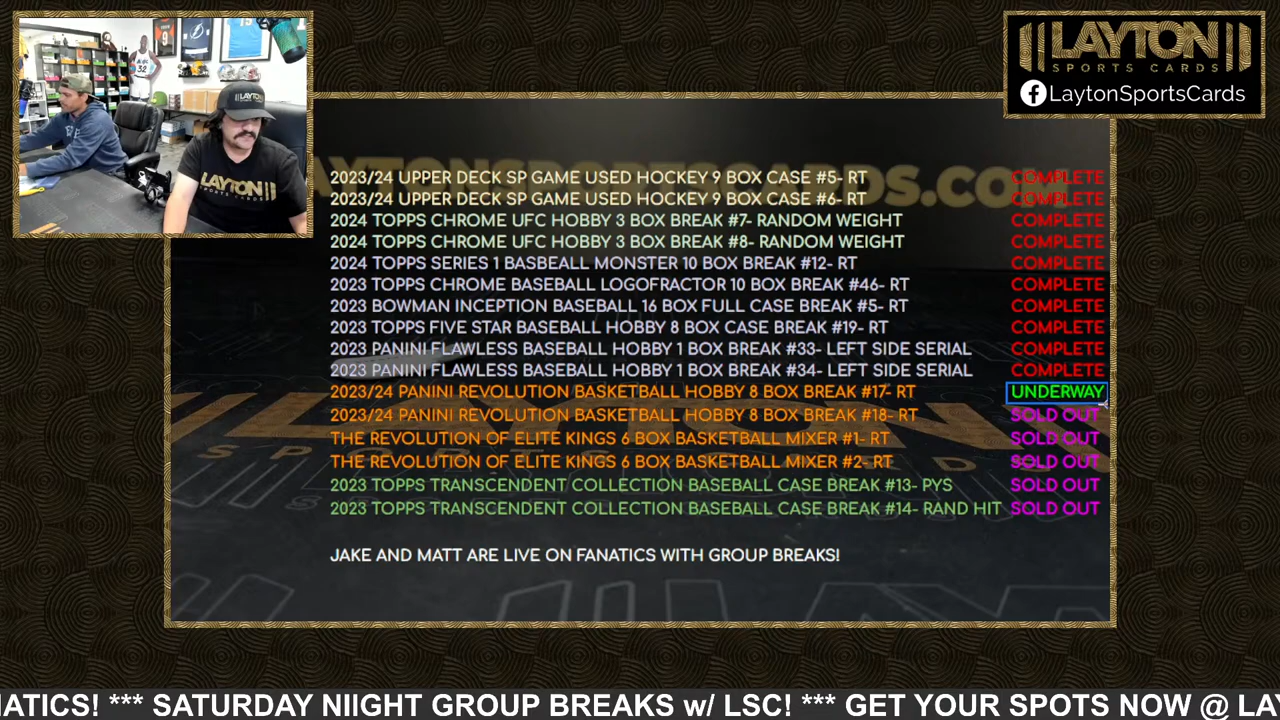 LAYTON
SPORTS CARDS
LaytonSportsCards
LAYTONSPORTSCARDS.COM
2023/24 UPPER DECK SP GAME USED HOCKEY 9 BOX CASE #5- RT COMPLETE
2023/24 UPPER DECK SP GAME USED HOCKEY 9 BOX CASE #6- RT COMPLETE
2024 TOPPS CHROME UFC HOBBY 3 BOX BREAK #7- RANDOM WEIGHT COMPLETE
2024 TOPPS CHROME UFC HOBBY 3 BOX BREAK #8- RANDOM WEIGHT COMPLETE
2024 TOPPS SERIES 1 BASBEALL MONSTER 10 BOX BREAK #12- RT COMPLETE
2023 TOPPS CHROME BASEBALL LOGOFRACTOR 10 BOX BREAK #46- RT COMPLETE
2023 BOWMAN INCEPTION BASEBALL 16 BOX FULL CASE BREAK #5- RT COMPLETE
2023 TOPPS FIVE STAR BASEBALL HOBBY 8 BOX CASE BREAK #19- RT COMPLETE
2023 PANINI FLAWLESS BASEBALL HOBBY 1 BOX BREAK #33- LEFT SIDE SERIAL COMPLETE
2023 PANINI FLAWLESS BASEBALL HOBBY 1 BOX BREAK #34- LEFT SIDE SERIAL COMPLETE
2023/24 PANINI REVOLUTION BASKETBALL HOBBY 8 BOX BREAK #17- RT UNDERWAY
2023/24 PANINI REVOLUTION BASKETBALL HOBBY 8 BOX BREAK #18- RT SOLD OUT
THE REVOLUTION OF ELITE KINGS 6 BOX BASKETBALL MIXER #1- RT SOLD OUT
THE REVOLUTION OF ELITE KINGS 6 BOX BASKETBALL MIXER #2- RT SOLD OUT
2023 TOPPS TRANSCENDENT COLLECTION BASEBALL CASE BREAK #13- PYS SOLD OUT
2023 TOPPS TRANSCENDENT COLLECTION BASEBALL CASE BREAK #14- RAND HIT SOLD OUT
JAKE AND MATT ARE LIVE ON FANATICS WITH GROUP BREAKS!
NATICS! *** SATURDAY NIIGHT GROUP BREAKS w/ LSC! *** GET YOUR SPOTS NOW @ LA